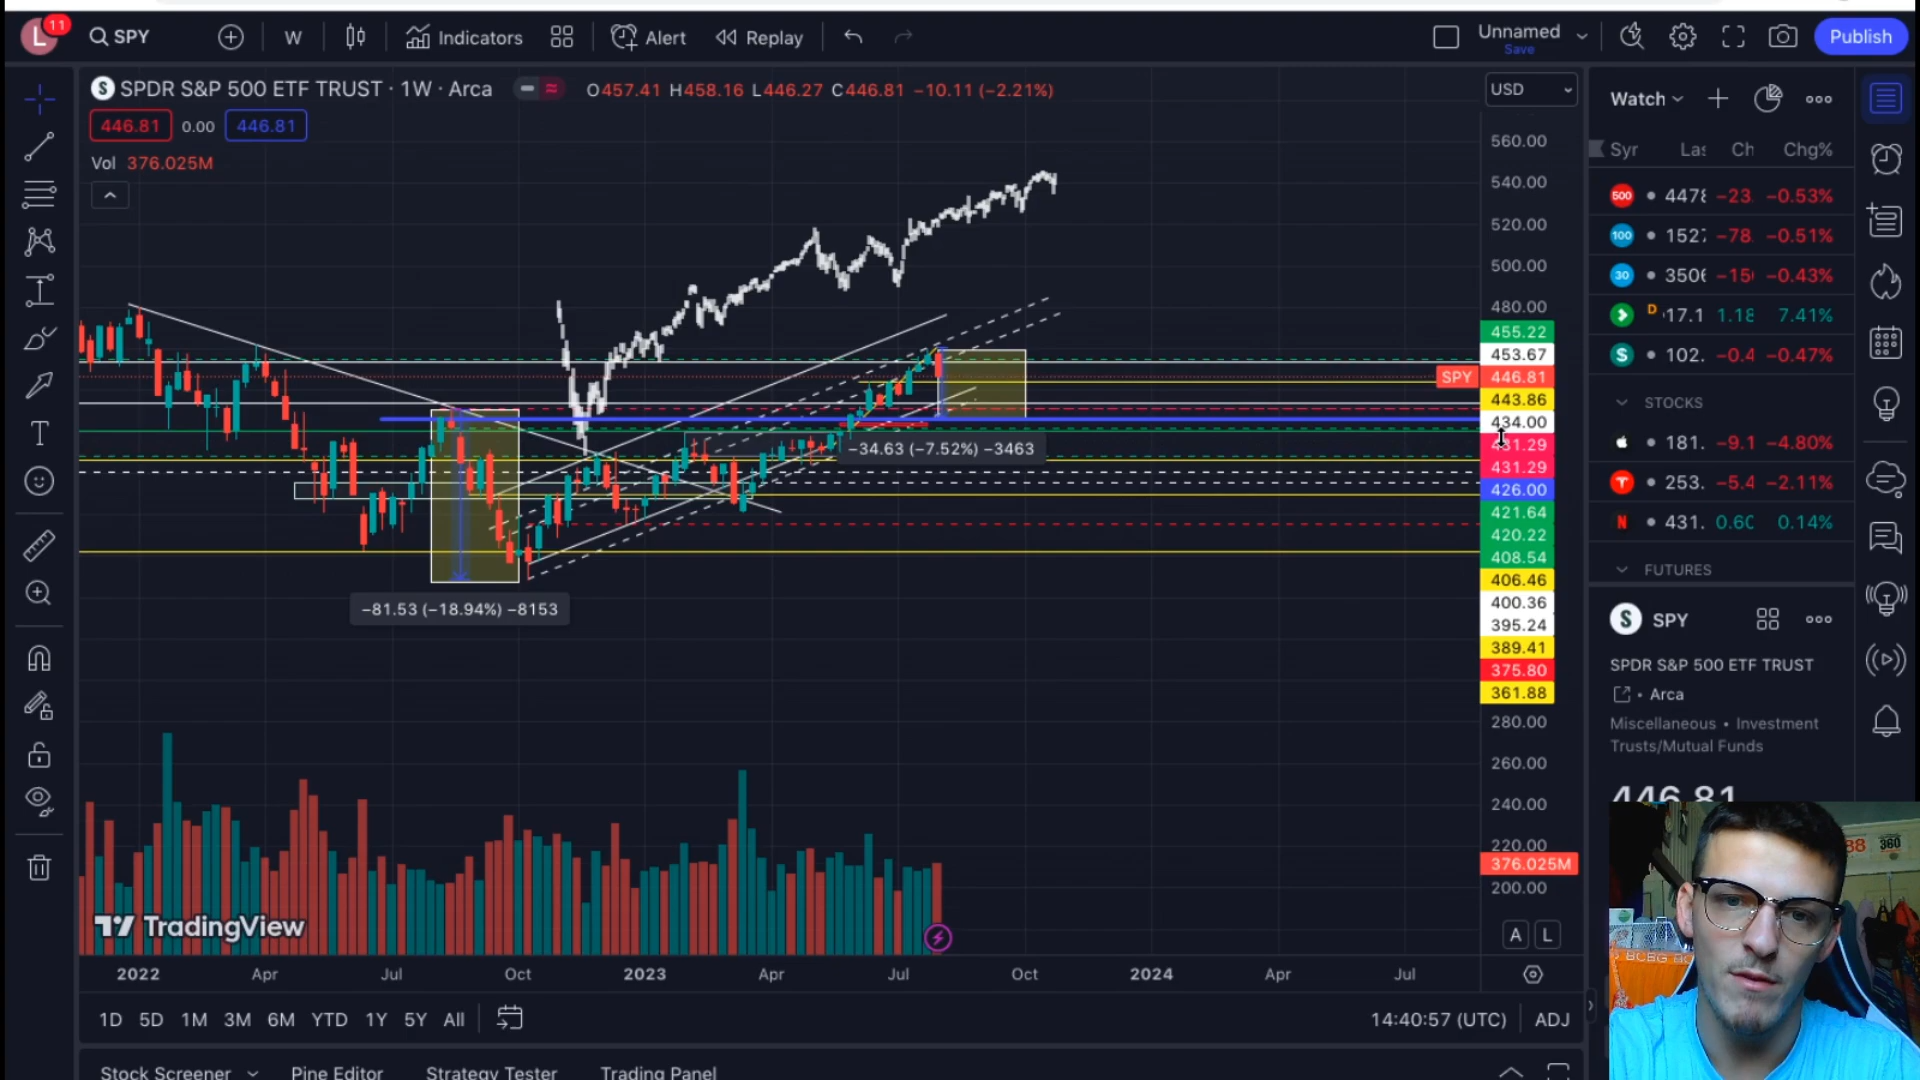 L 11 SPY W Indicators Alert Replay Unnamed Save Publish
S SPDR S&P 500 ETF TRUST · 1W · Arca O457.41 H458.16 L446.27 C446.81 −10.11 (−2.21%)
446.81 0.00 446.81
Vol 376.025M
USD
560.00
540.00
520.00
500.00
480.00
455.22
453.67
SPY 446.81
443.86
434.00
431.29
431.29
426.00
421.64
420.22
408.54
406.46
400.36
395.24
389.41
375.80
361.88
280.00
260.00
240.00
220.00
376.025M
200.00
−34.63 (−7.52%) −3463
−81.53 (−18.94%) −8153
TradingView
A L
2022 Apr Jul Oct 2023 Apr Jul Oct 2024 Apr Jul
1D 5D 1M 3M 6M YTD 1Y 5Y All 14:40:57 (UTC) ADJ
Stock Screener Pine Editor Strategy Tester Trading Panel
Watch
Syr Las Ch Chg%
500 4478 −23. −0.53%
100 1527 −78. −0.51%
30 3506 −150 −0.43%
D 17.1 1.18 7.41%
S 102. −0.4 −0.47%
STOCKS
181. −9.1 −4.80%
T 253. −5.4 −2.11%
N 431. 0.60 0.14%
FUTURES
S SPY
SPDR S&P 500 ETF TRUST
Arca
Miscellaneous • Investment
Trusts/Mutual Funds
446.81
360